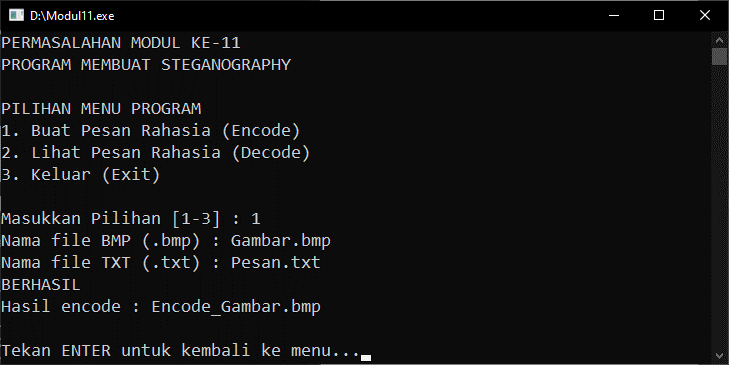 D:\Modul11.exe
PERMASALAHAN MODUL KE-11
PROGRAM MEMBUAT STEGANOGRAPHY
PILIHAN MENU PROGRAM
1. Buat Pesan Rahasia (Encode)
2. Lihat Pesan Rahasia (Decode)
3. Keluar (Exit)
Masukkan Pilihan [1-3] : 1
Nama file BMP (.bmp) : Gambar.bmp
Nama file TXT (.txt) : Pesan.txt
BERHASIL
Hasil encode : Encode_Gambar.bmp
Tekan ENTER untuk kembali ke menu...